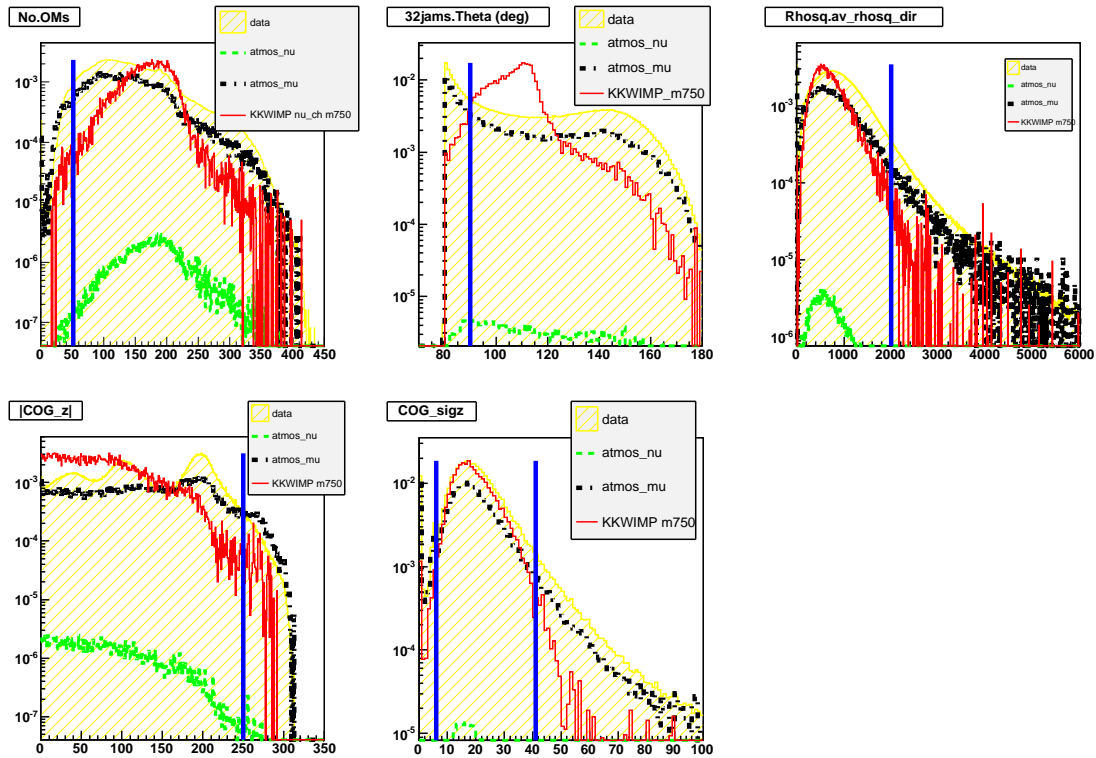 No.OMs
data
atmos_nu
atmos_mu
KKWIMP nu_ch m750
10⁻³
10⁻⁴
10⁻⁵
10⁻⁶
10⁻⁷
0 50 100 150 200 250 300 350 400 450
32jams.Theta (deg)
data
atmos_nu
atmos_mu
KKWIMP_m750
10⁻²
10⁻³
10⁻⁴
10⁻⁵
80 100 120 140 160 180
Rhosq.av_rhosq_dir
data
atmos_nu
atmos_mu
KKWIMP m750
10⁻³
10⁻⁴
10⁻⁵
10⁻⁶
0 1000 2000 3000 4000 5000 6000
|COG_z|
data
atmos_nu
atmos_mu
KKWIMP m750
10⁻³
10⁻⁴
10⁻⁵
10⁻⁶
10⁻⁷
0 50 100 150 200 250 300 350
COG_sigz
data
atmos_nu
atmos_mu
KKWIMP m750
10⁻²
10⁻³
10⁻⁴
10⁻⁵
0 10 20 30 40 50 60 70 80 90 100